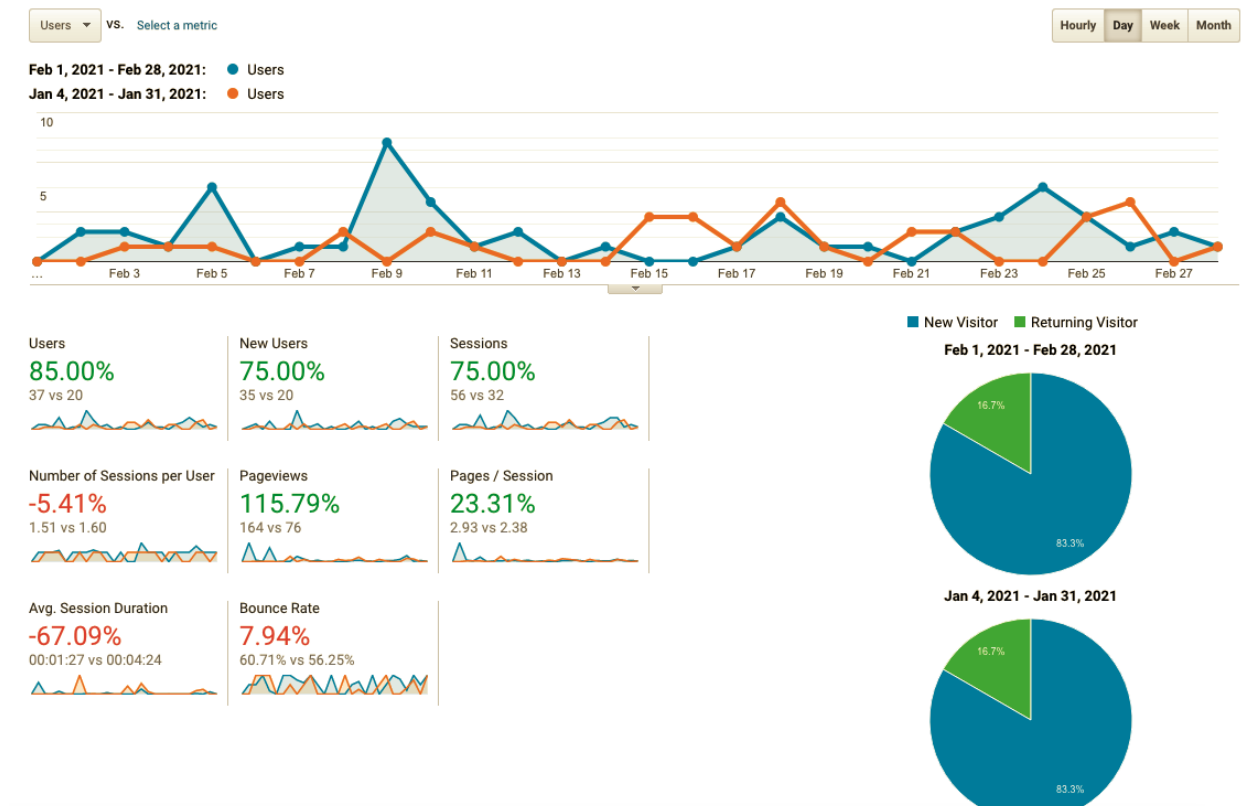 Users vs. Select a metric
Hourly Day Week Month
Feb 1, 2021 - Feb 28, 2021: Users
Jan 4, 2021 - Jan 31, 2021: Users
10
5
... Feb 3 Feb 5 Feb 7 Feb 9 Feb 11 Feb 13 Feb 15 Feb 17 Feb 19 Feb 21 Feb 23 Feb 25 Feb 27
Users
85.00%
37 vs 20
New Users
75.00%
35 vs 20
Sessions
75.00%
56 vs 32
Number of Sessions per User
-5.41%
1.51 vs 1.60
Pageviews
115.79%
164 vs 76
Pages / Session
23.31%
2.93 vs 2.38
Avg. Session Duration
-67.09%
00:01:27 vs 00:04:24
Bounce Rate
7.94%
60.71% vs 56.25%
New Visitor Returning Visitor
Feb 1, 2021 - Feb 28, 2021
16.7%
83.3%
Jan 4, 2021 - Jan 31, 2021
16.7%
83.3%